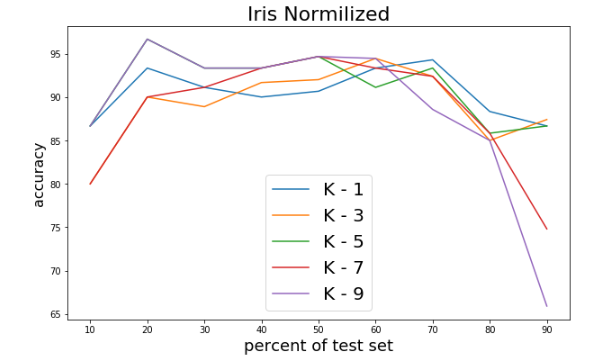 Iris Normilized
accuracy
95
90
85
80
75
70
65
K - 1
K - 3
K - 5
K - 7
K - 9
10 20 30 40 50 60 70 80 90
percent of test set